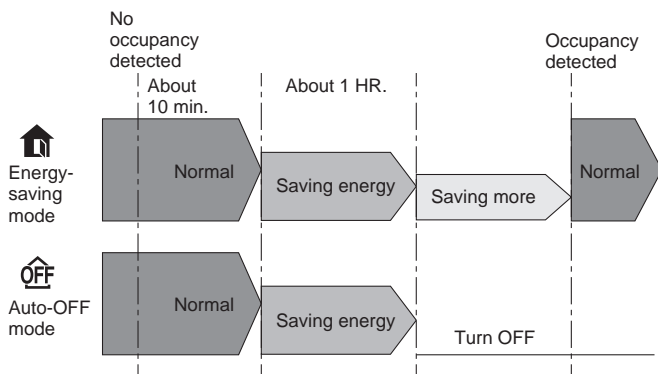 No
occupancy
detected
Occupancy
detected
About
10 min.
About 1 HR.
Energy-
saving
mode
Normal
Saving energy
Saving more
Normal
OFF
Auto-OFF
mode
Normal
Saving energy
Turn OFF